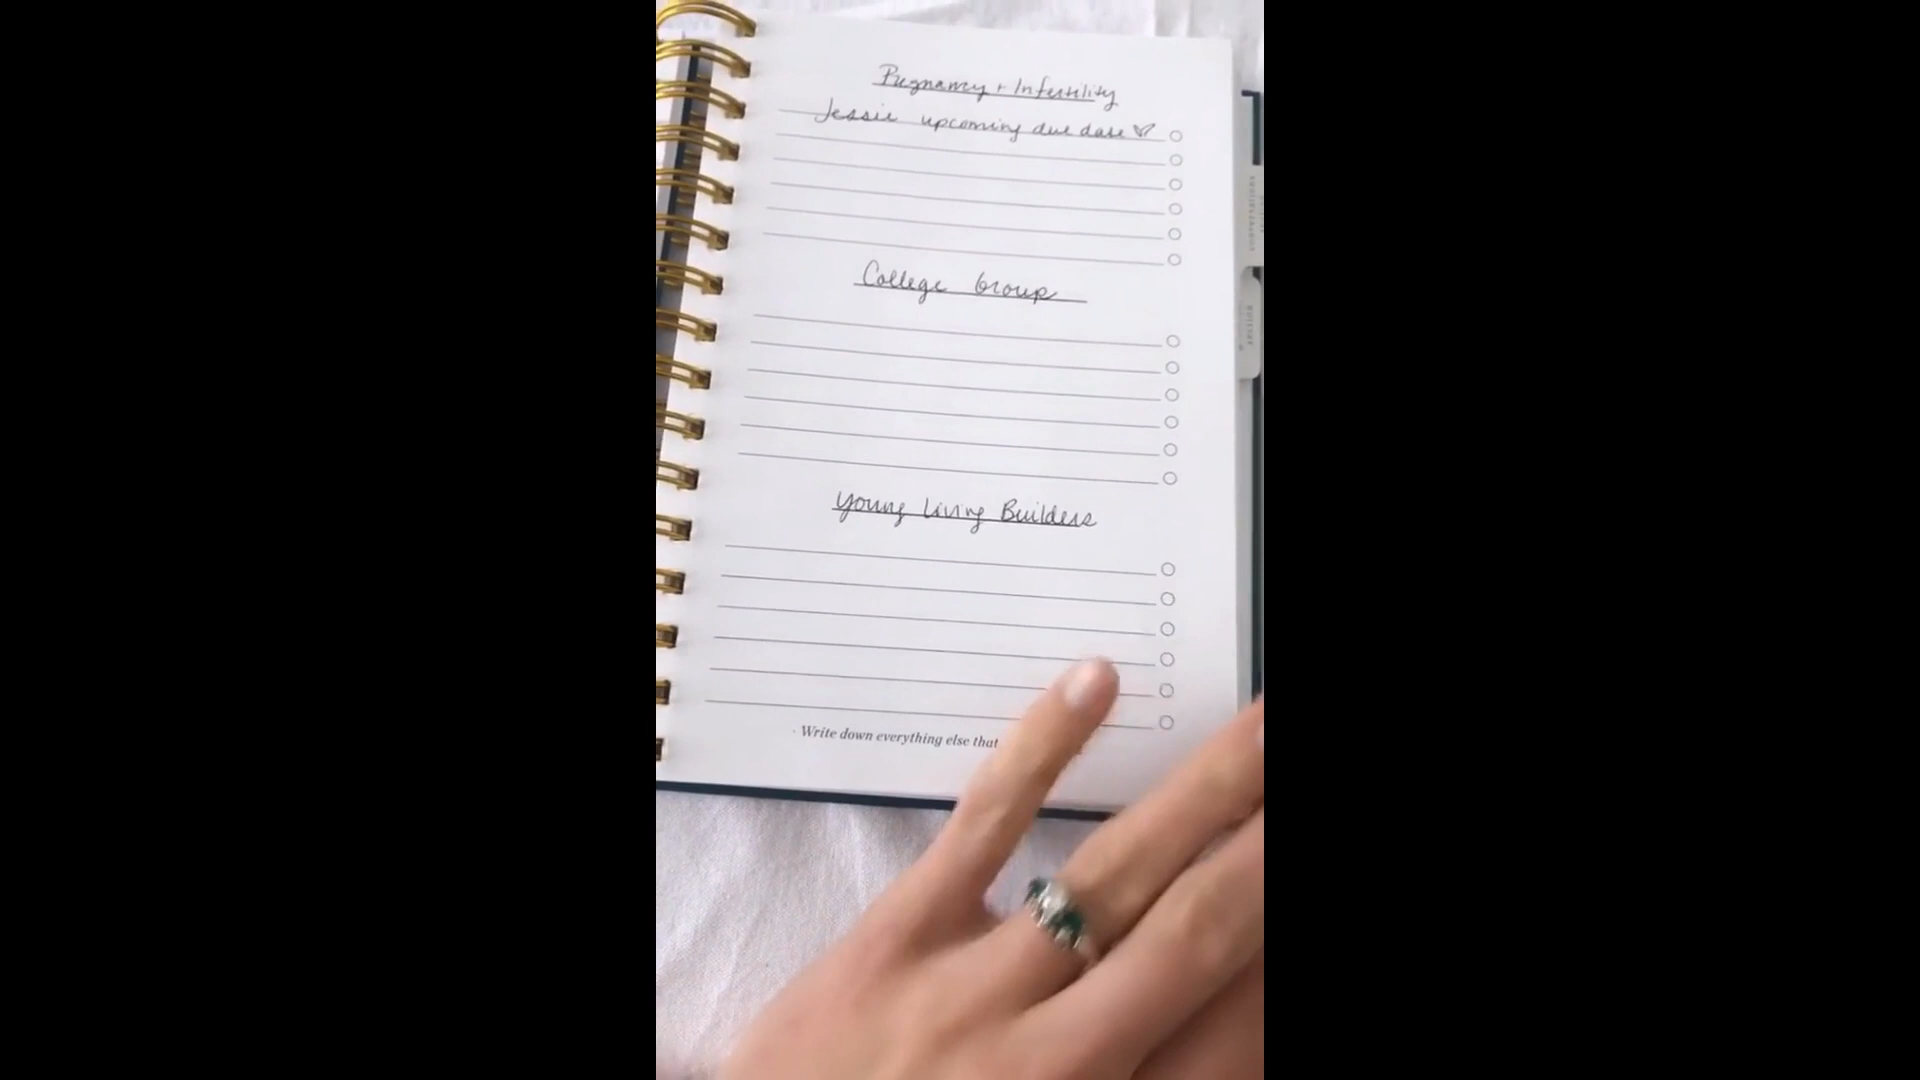 Pregnancy + Infertility
Jessie upcoming due date
College Group
Young Living Builders
· Write down everything else that